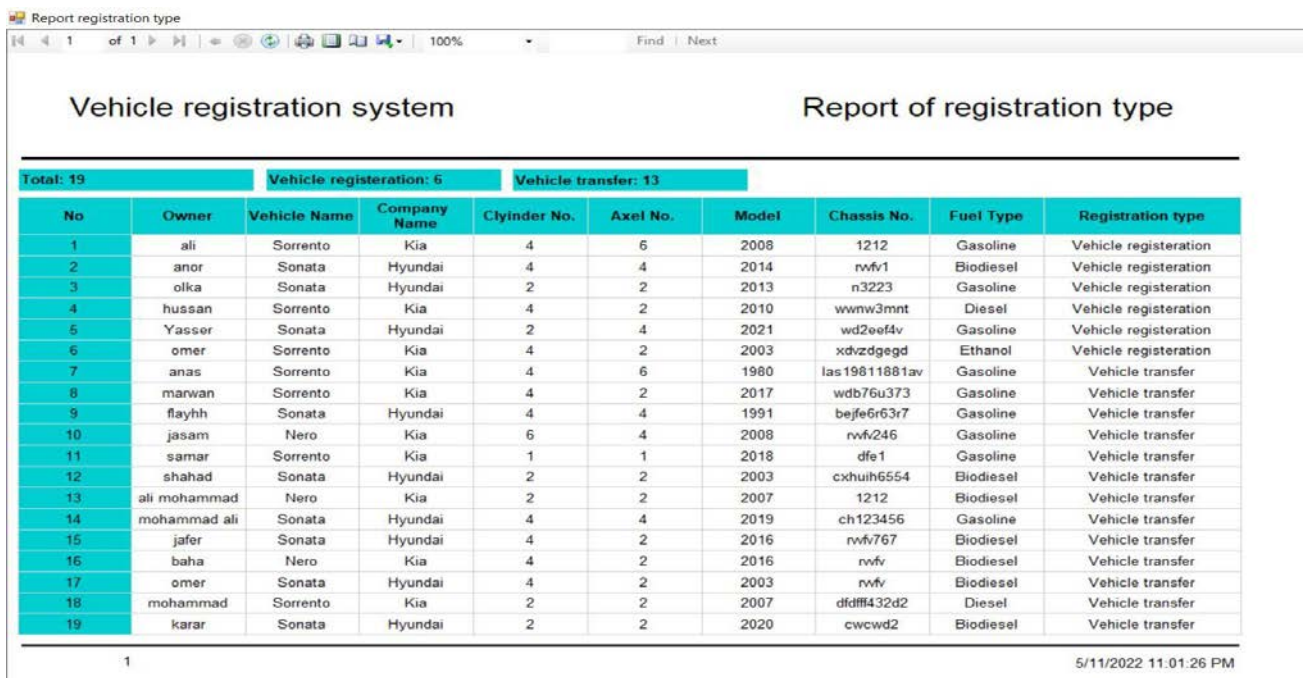 Report registration type
1 of 1 100% Find | Next
Vehicle registration system Report of registration type
Total: 19 Vehicle registeration: 6 Vehicle transfer: 13
No Owner Vehicle Name Company Name Clyinder No. Axel No. Model Chassis No. Fuel Type Registration type
1 ali Sorrento Kia 4 6 2008 1212 Gasoline Vehicle registeration
2 anor Sonata Hyundai 4 4 2014 rwfv1 Biodiesel Vehicle registeration
3 olka Sonata Hyundai 2 2 2013 n3223 Gasoline Vehicle registeration
4 hussan Sorrento Kia 4 2 2010 wwnw3mnt Diesel Vehicle registeration
5 Yasser Sonata Hyundai 2 4 2021 wd2eef4v Gasoline Vehicle registeration
6 omer Sorrento Kia 4 2 2003 xdvzdgegd Ethanol Vehicle registeration
7 anas Sorrento Kia 4 6 1980 las19811881av Gasoline Vehicle transfer
8 marwan Sorrento Kia 4 2 2017 wdb76u373 Gasoline Vehicle transfer
9 flayhh Sonata Hyundai 4 4 1991 bejfe6r63r7 Gasoline Vehicle transfer
10 jasam Nero Kia 6 4 2008 rwfv246 Gasoline Vehicle transfer
11 samar Sorrento Kia 1 1 2018 dfe1 Gasoline Vehicle transfer
12 shahad Sonata Hyundai 2 2 2003 cxhuih6554 Biodiesel Vehicle transfer
13 ali mohammad Nero Kia 2 2 2007 1212 Biodiesel Vehicle transfer
14 mohammad ali Sonata Hyundai 4 4 2019 ch123456 Gasoline Vehicle transfer
15 jafer Sonata Hyundai 4 2 2016 rwfv767 Biodiesel Vehicle transfer
16 baha Nero Kia 4 2 2016 rwfv Biodiesel Vehicle transfer
17 omer Sonata Hyundai 4 2 2003 rwfv Biodiesel Vehicle transfer
18 mohammad Sorrento Kia 2 2 2007 dfdfff432d2 Diesel Vehicle transfer
19 karar Sonata Hyundai 2 2 2020 cwcwd2 Biodiesel Vehicle transfer
1 5/11/2022 11:01:26 PM